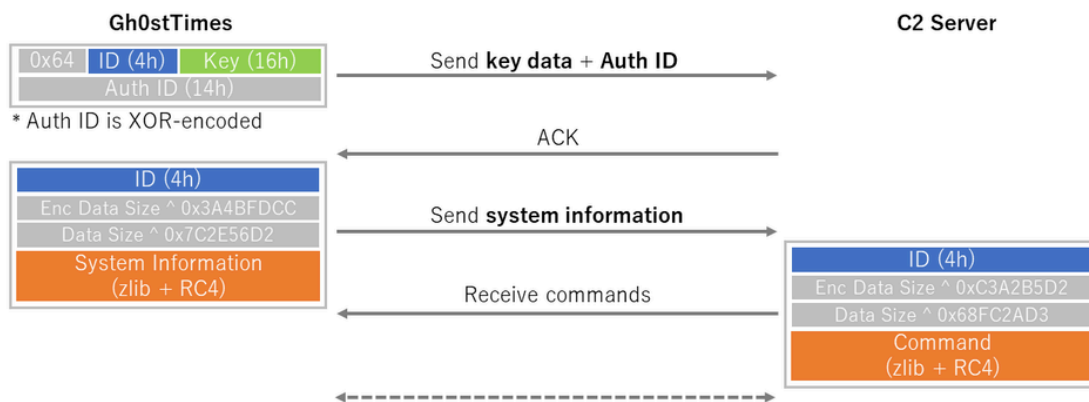 Gh0stTimes
C2 Server
0x64 ID (4h) Key (16h)
Auth ID (14h)
* Auth ID is XOR-encoded
Send key data + Auth ID
ACK
ID (4h)
Enc Data Size ^ 0x3A4BFDCC
Data Size ^ 0x7C2E56D2
System Information
(zlib + RC4)
Send system information
Receive commands
ID (4h)
Enc Data Size ^ 0xC3A2B5D2
Data Size ^ 0x68FC2AD3
Command
(zlib + RC4)